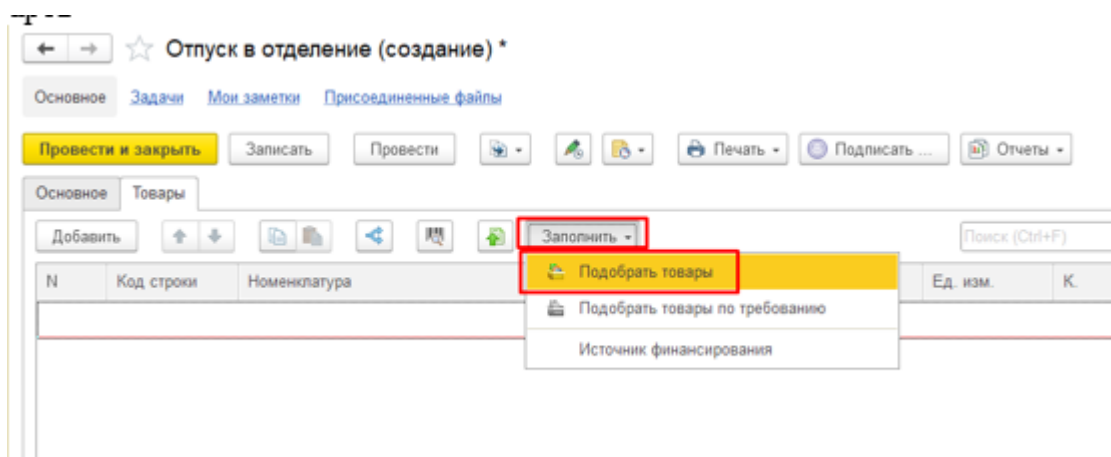 Отпуск в отделение (создание) *
Основное Задачи Мои заметки Присоединенные файлы
Провести и закрыть Записать Провести Печать Подписать ... Отчеты
Основное Товары
Добавить Заполнить Поиск (Ctrl+F)
N Код строки Номенклатура Ед. изм. К.
Подобрать товары
Подобрать товары по требованию
Источник финансирования